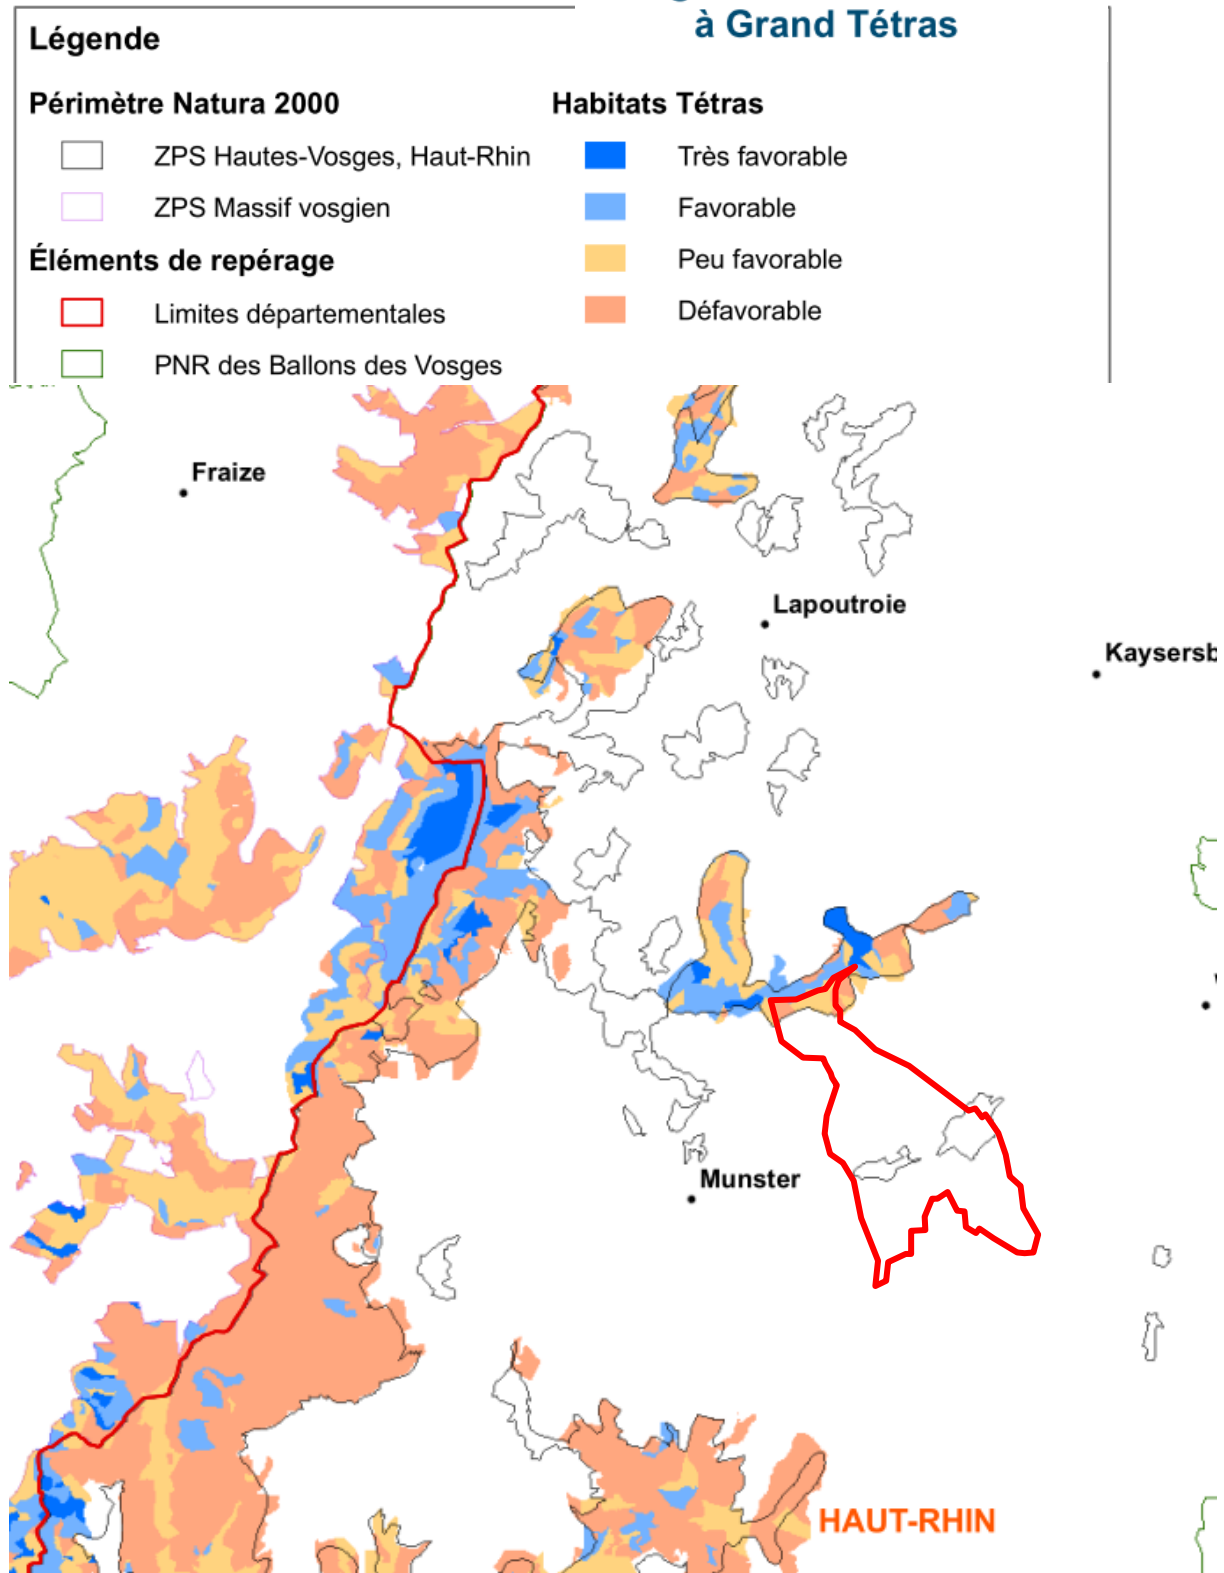 à Grand Tétras
Légende
Périmètre Natura 2000
ZPS Hautes-Vosges, Haut-Rhin
ZPS Massif vosgien
Éléments de repérage
Limites départementales
PNR des Ballons des Vosges
Habitats Tétras
Très favorable
Favorable
Peu favorable
Défavorable
Fraize
Lapoutroie
Kaysersb
Munster
HAUT-RHIN